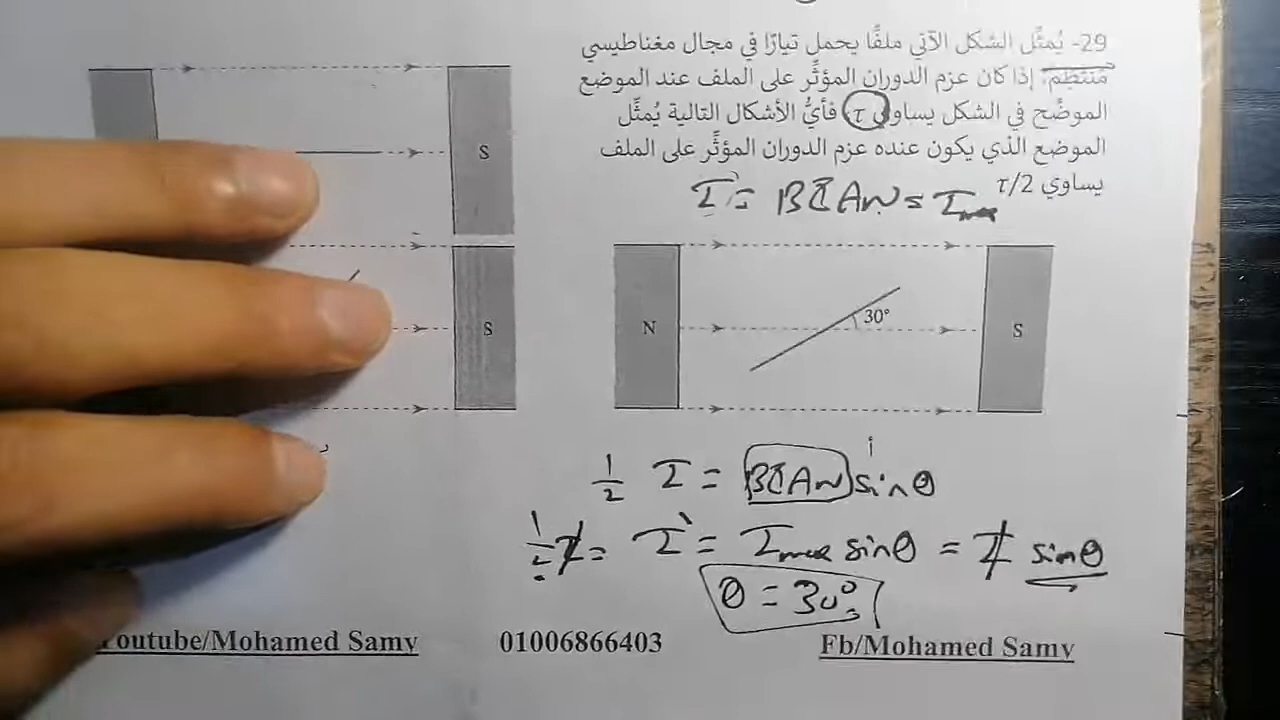 29- يُمثِّل الشكل الآتي ملفًّا يحمل تيارًا في مجال مغناطيسي
مُنتظِم، إذا كان عزم الدوران المؤثِّر على الملف عند الموضع
الموضَّح في الشكل يساوي τ فأيُّ الأشكال التالية يُمثِّل
الموضع الذي يكون عنده عزم الدوران المؤثِّر على الملف
يساوي τ/2
τ' = BIAN = τmax
S
S
N
30°
S
1/2 τ = BIAN sinθ
1/2 τ = τ' = τmax sinθ = τ sinθ
θ = 30°
Youtube/Mohamed Samy
01006866403
Fb/Mohamed Samy